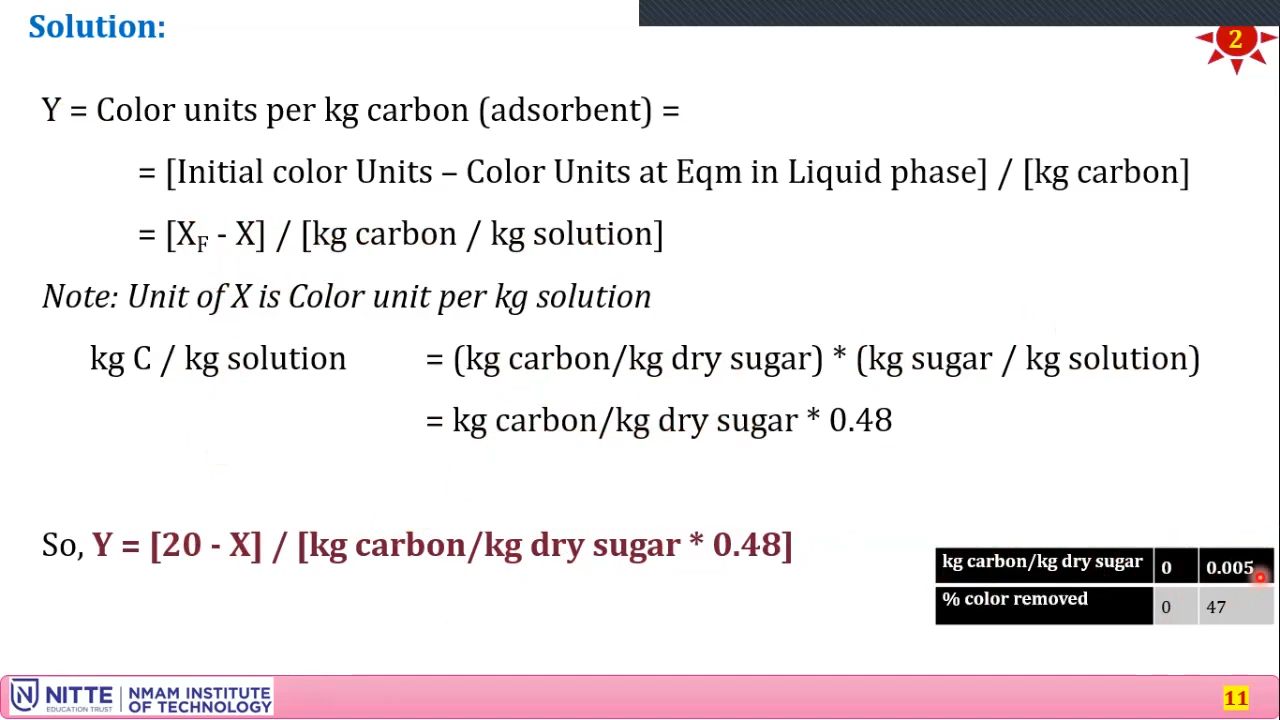 Solution:
2
Y = Color units per kg carbon (adsorbent) =
= [Initial color Units – Color Units at Eqm in Liquid phase] / [kg carbon]
= [XF - X] / [kg carbon / kg solution]
Note: Unit of X is Color unit per kg solution
kg C / kg solution = (kg carbon/kg dry sugar) * (kg sugar / kg solution)
= kg carbon/kg dry sugar * 0.48
So, Y = [20 - X] / [kg carbon/kg dry sugar * 0.48]
kg carbon/kg dry sugar 0 0.005
% color removed 0 47
NITTE
EDUCATION TRUST
NMAM INSTITUTE
OF TECHNOLOGY
11